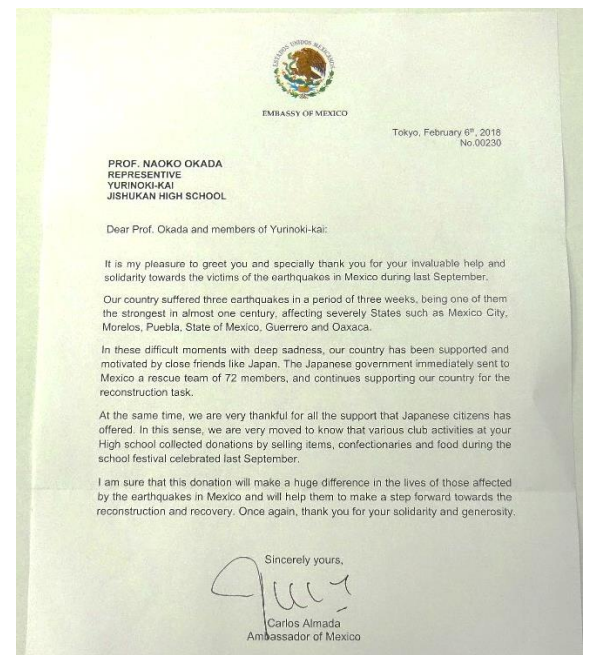 ESTADOS UNIDOS MEXICANOS
EMBASSY OF MEXICO
Tokyo, February 6th, 2018
No.00230
PROF. NAOKO OKADA
REPRESENTATIVE
YURINOKI-KAI
JISHUKAN HIGH SCHOOL
Dear Prof. Okada and members of Yurinoki-kai:
It is my pleasure to greet you and specially thank you for your invaluable help and
solidarity towards the victims of the earthquakes in Mexico during last September.
Our country suffered three earthquakes in a period of three weeks, being one of them
the strongest in almost one century, affecting severely States such as Mexico City,
Morelos, Puebla, State of Mexico, Guerrero and Oaxaca.
In these difficult moments with deep sadness, our country has been supported and
motivated by close friends like Japan. The Japanese government immediately sent to
Mexico a rescue team of 72 members, and continues supporting our country for the
reconstruction task.
At the same time, we are very thankful for all the support that Japanese citizens has
offered. In this sense, we are very moved to know that various club activities at your
High school collected donations by selling items, confectionaries and food during the
school festival celebrated last September.
I am sure that this donation will make a huge difference in the lives of those affected
by the earthquakes in Mexico and will help them to make a step forward towards the
reconstruction and recovery. Once again, thank you for your solidarity and generosity.
Sincerely yours,
Carlos Almada
Ambassador of Mexico